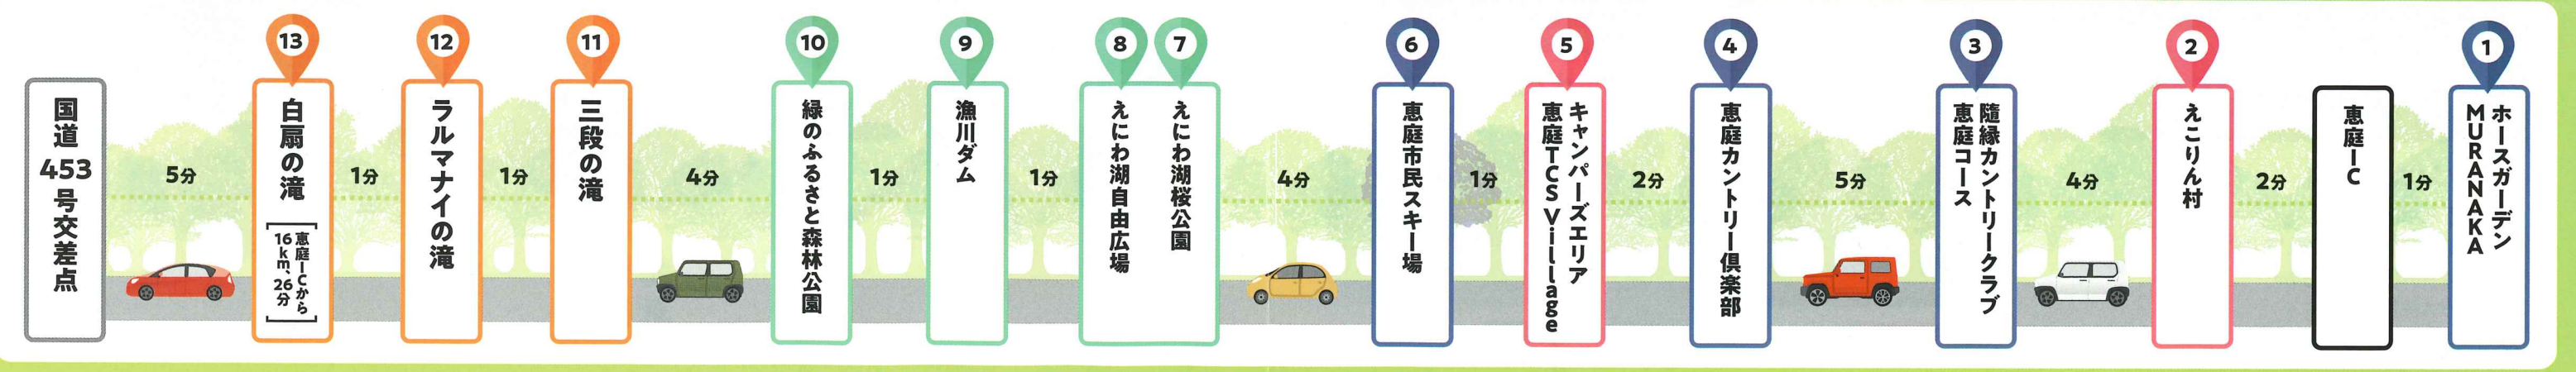 1
ホースガーデン
MURANAKA
1分
恵庭IC
2分
2
えこりん村
4分
3
隨縁カントリークラブ
恵庭コース
5分
4
恵庭カントリー倶楽部
2分
5
キャンパーズエリア
恵庭TCS Village
1分
6
恵庭市民スキー場
4分
7
えにわ湖桜公園
8
えにわ湖自由広場
1分
9
漁川ダム
1分
10
緑のふるさと森林公園
4分
11
三段の滝
1分
12
ラルマナイの滝
1分
13
白扇の滝
[恵庭ICから
16km、26分]
5分
国道453号交差点